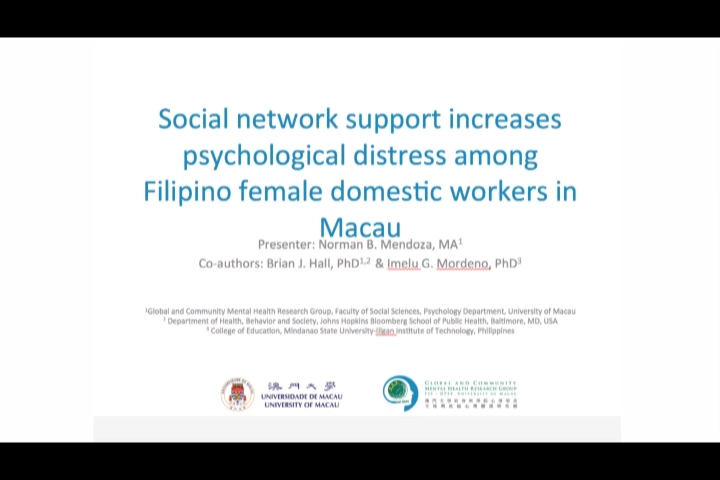 Social network support increases
psychological distress among
Filipino female domestic workers in
Macau
Presenter: Norman B. Mendoza, MA1
Co-authors: Brian J. Hall, PhD1,2 & Imelu G. Mordeno, PhD3
1Global and Community Mental Health Research Group, Faculty of Social Sciences, Psychology Department, University of Macau
2 Department of Health, Behavior and Society, Johns Hopkins Bloomberg School of Public Health, Baltimore, MD, USA
3 College of Education, Mindanao State University-Iligan Institute of Technology, Philippines
澳門大學
UNIVERSIDADE DE MACAU
UNIVERSITY OF MACAU
GLOBAL AND COMMUNITY
MENTAL HEALTH RESEARCH GROUP
UNIVERSITY OF MACAU